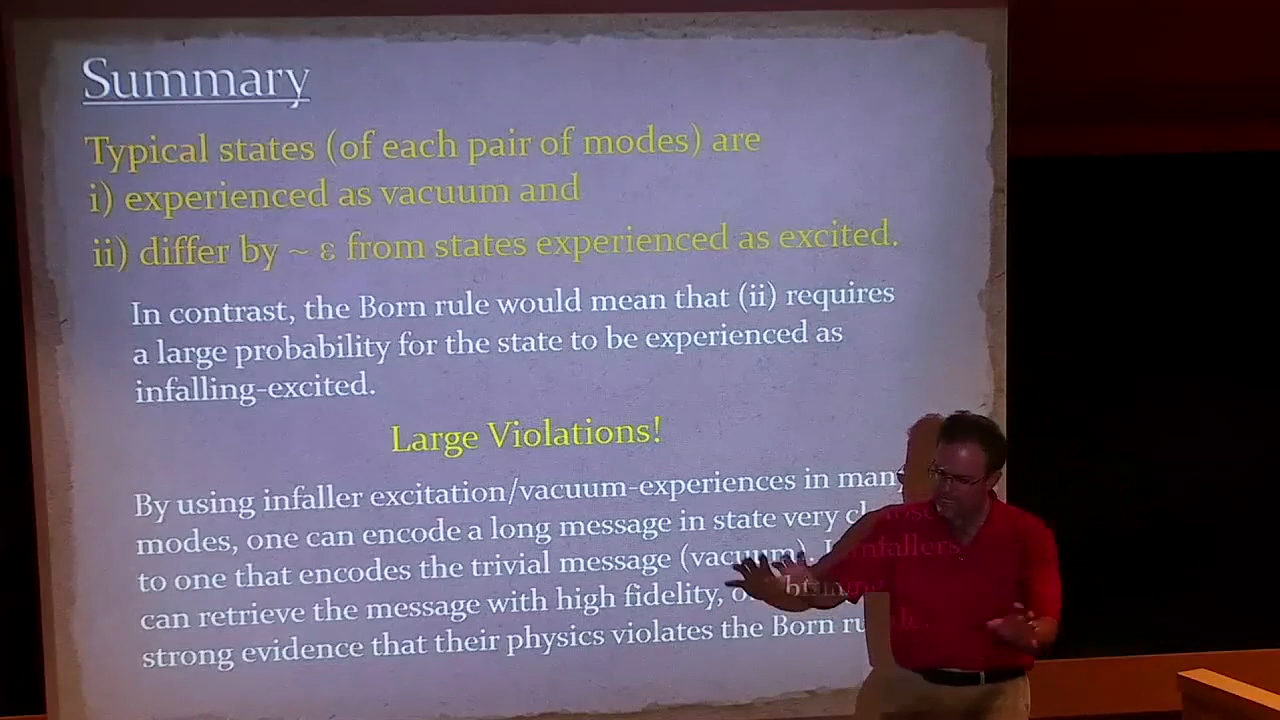 Summary
Typical states (of each pair of modes) are
i) experienced as vacuum and
ii) differ by ~ ε from states experienced as excited.
In contrast, the Born rule would mean that (ii) requires
a large probability for the state to be experienced as
infalling-excited.
Large Violations!
By using infaller excitation/vacuum-experiences in
modes, one can encode a long message in state very
to one that encodes the trivial message (vacuum). infallers
can retrieve the message with high fidelity,
strong evidence that their physics violates the Born